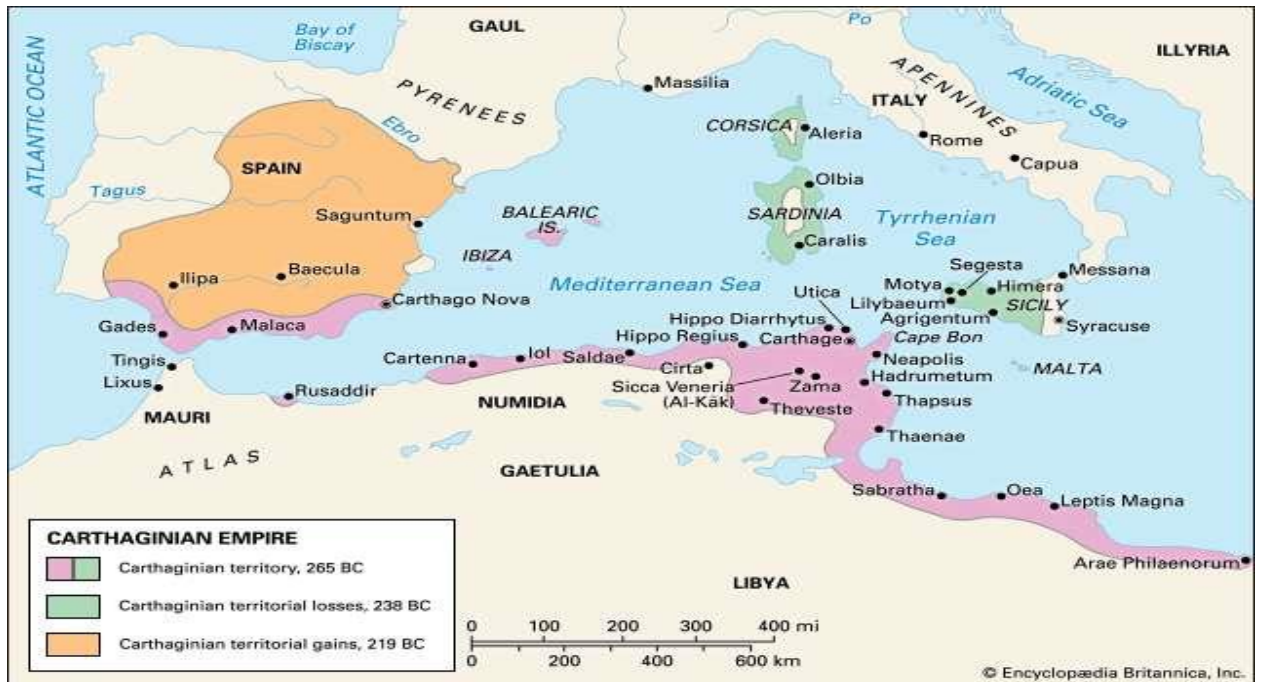 GAUL
Bay of
Biscay
Po
ILLYRIA
ATLANTIC OCEAN
PYRENEES
Massilia
APENNINES
Adriatic Sea
ITALY
CORSICA
Aleria
Rome
Capua
Ebro
SPAIN
Tagus
Olbia
SARDINIA
Caralis
Tyrrhenian
Sea
Saguntum
BALEARIC
IS.
IBIZA
Mediterranean Sea
Ilipa
Baecula
Carthago Nova
Segesta
Messana
Motya
Himera
Lilybaeum
SICILY
Agrigentum
Syracuse
Utica
Gades
Malaca
Hippo Diarrhytus
Hippo Regius
Carthage
Cape Bon
Tingis
Lixus
Cartenna
Iol
Saldae
Cirta
Neapolis
MALTA
Rusaddir
Sicca Veneria
(Al-Kāk)
Zama
Hadrumetum
MAURI
NUMIDIA
Theveste
Thapsus
Thaenae
ATLAS
GAETULIA
Sabratha
Oea
Leptis Magna
Arae Philaenorum
LIBYA
CARTHAGINIAN EMPIRE
Carthaginian territory, 265 BC
Carthaginian territorial losses, 238 BC
Carthaginian territorial gains, 219 BC
0 100 200 300 400 mi
0 200 400 600 km
© Encyclopædia Britannica, Inc.